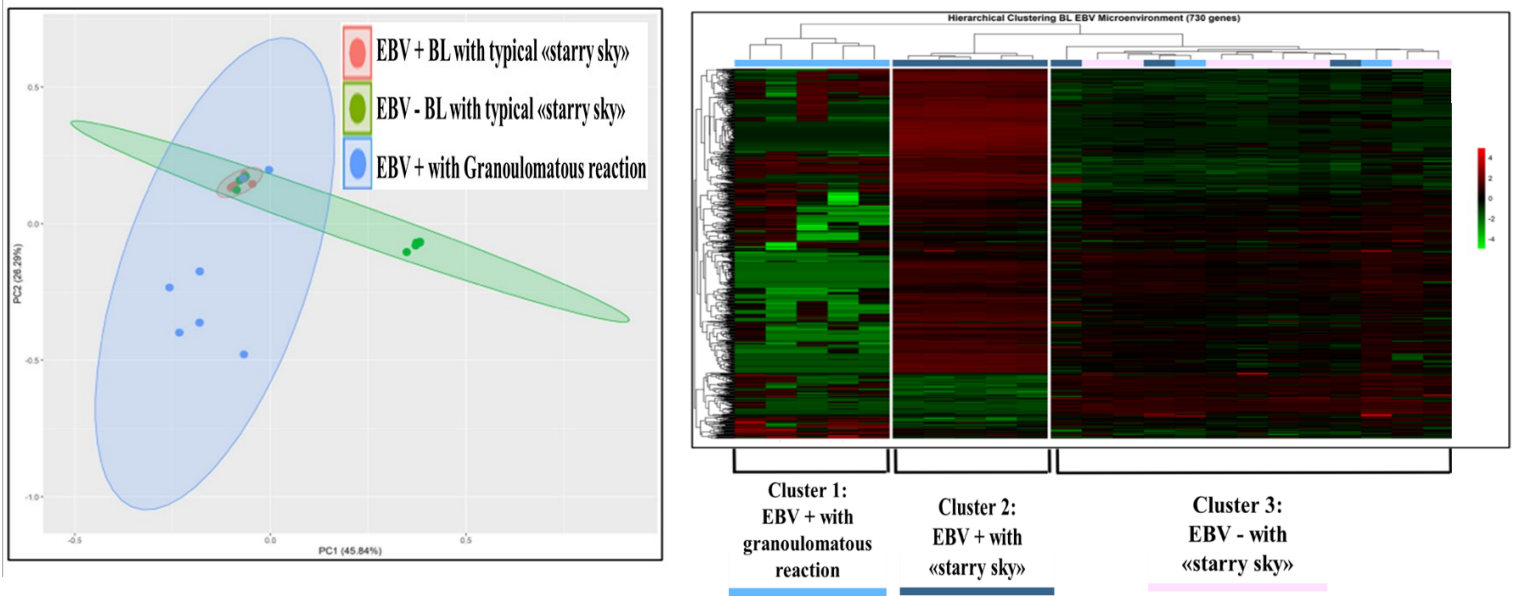 EBV + BL with typical «starry sky»
EBV - BL with typical «starry sky»
EBV + with Granoulomatous reaction
0.5
0.0
-0.5
-1.0
PC2 (26.29%)
-0.5
0.0
0.5
PC1 (45.84%)
Hierarchical Clustering BL EBV Microenvironment (730 genes)
4
2
0
-2
-4
Cluster 1:
EBV + with
granoulomatous
reaction
Cluster 2:
EBV + with
«starry sky»
Cluster 3:
EBV - with
«starry sky»